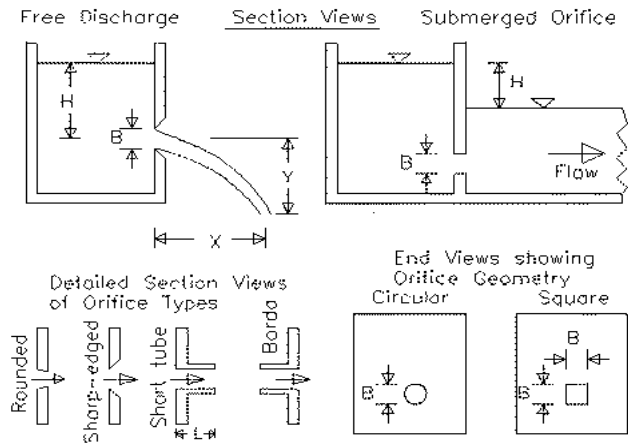 Free Discharge
Section Views
Submerged Orifice
H
B
Y
X
H
B
Flow
Detailed Section Views
of Orifice Types
Rounded
Sharp-edged
Short tube
L
Borda
End Views showing
Orifice Geometry
Circular
Square
B
B
B